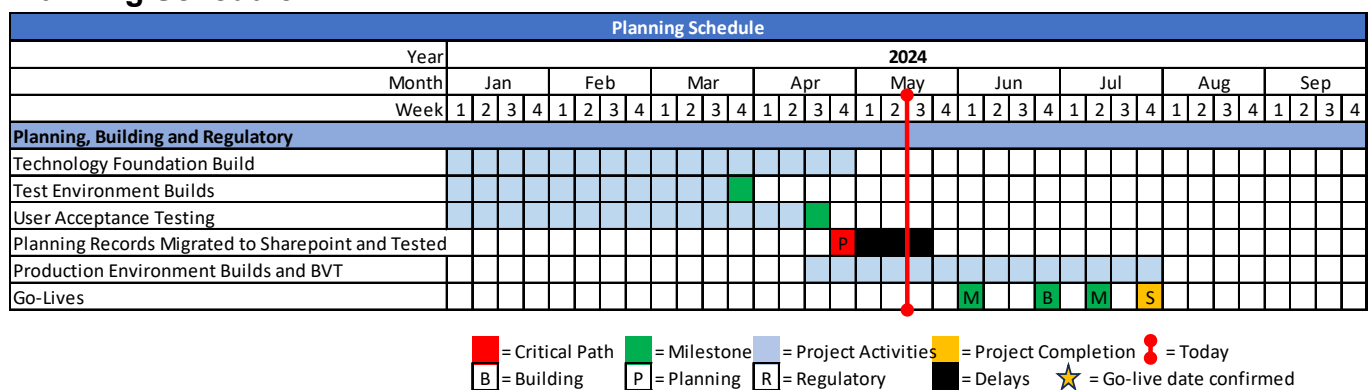 Planning Schedule
Year 2024
Month Jan Feb Mar Apr May Jun Jul Aug Sep
Week 1 2 3 4 1 2 3 4 1 2 3 4 1 2 3 4 1 2 3 4 1 2 3 4 1 2 3 4 1 2 3 4 1 2 3 4
Planning, Building and Regulatory
Technology Foundation Build
Test Environment Builds
User Acceptance Testing
Planning Records Migrated to Sharepoint and Tested P
Production Environment Builds and BVT
Go-Lives M B M S
= Critical Path = Milestone = Project Activities = Project Completion = Today
B = Building P = Planning R = Regulatory = Delays = Go-live date confirmed